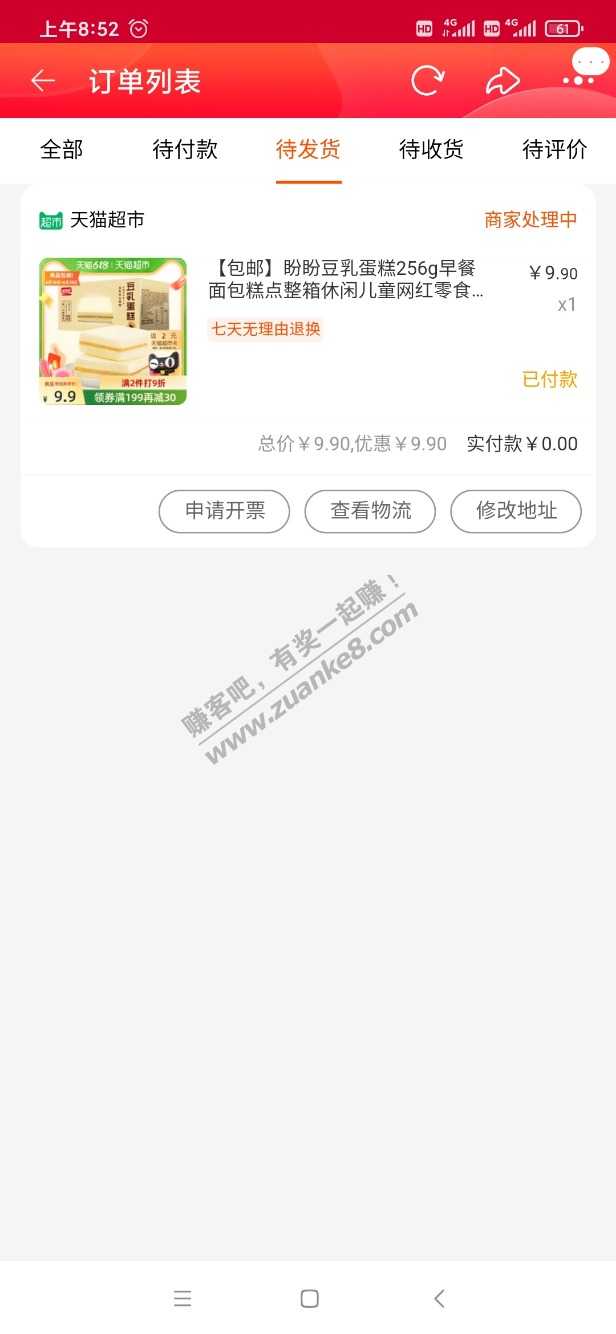 上午8:52
HD 4G HD 4G 61
订单列表
全部 待付款 待发货 待收货 待评价
超市 天猫超市 商家处理中
天猫618 天猫超市
豆乳蛋糕
满2件打9折
¥ 9.9 领券满199再减30
【包邮】盼盼豆乳蛋糕256g早餐
面包糕点整箱休闲儿童网红零食...
七天无理由退换
￥9.90
x1
已付款
总价￥9.90,优惠￥9.90 实付款￥0.00
申请开票 查看物流 修改地址
赚客吧，有奖一起赚！
www.zuanke8.com